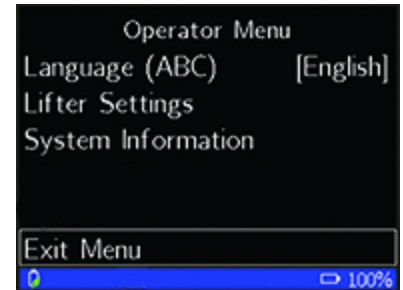 Operator Menu
Language (ABC) [English]
Lifter Settings
System Information
Exit Menu
100%